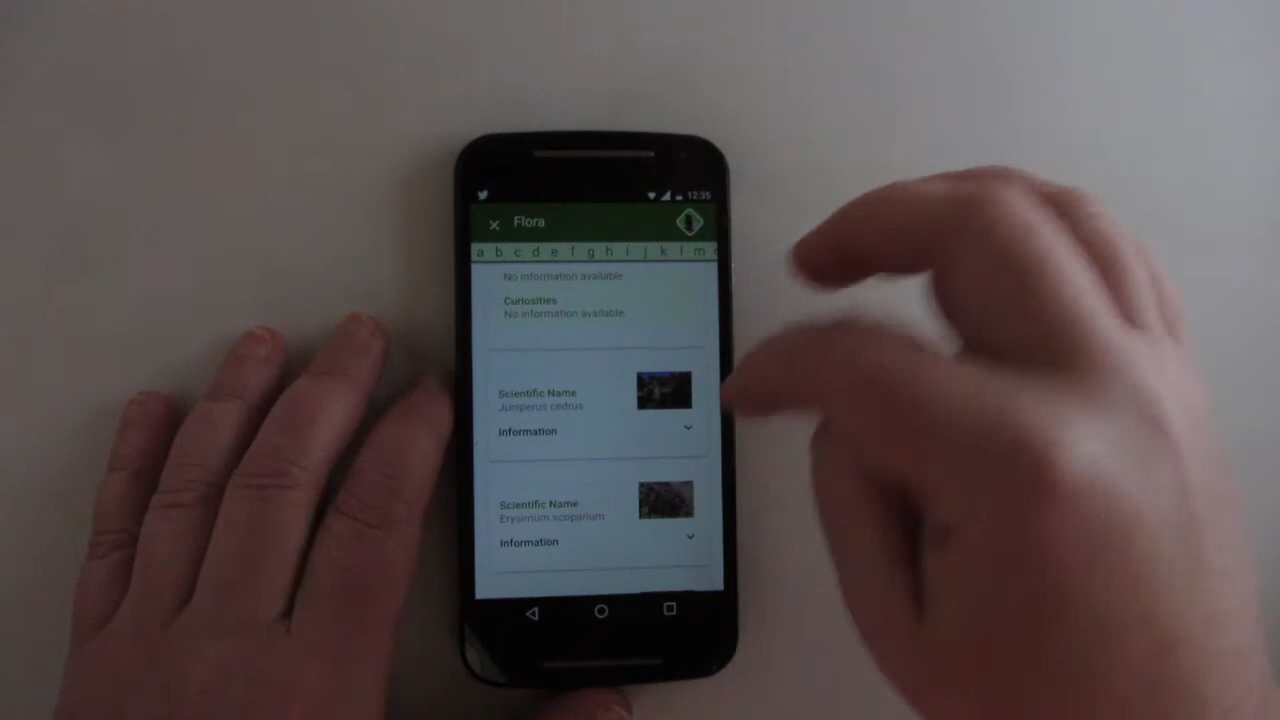 12:35
Flora
a b c d e f g h i j k l m
No information available
Curiosities
No information available.
Scientific Name
Juniperus cedrus
Information
Scientific Name
Erysimum scoparium
Information